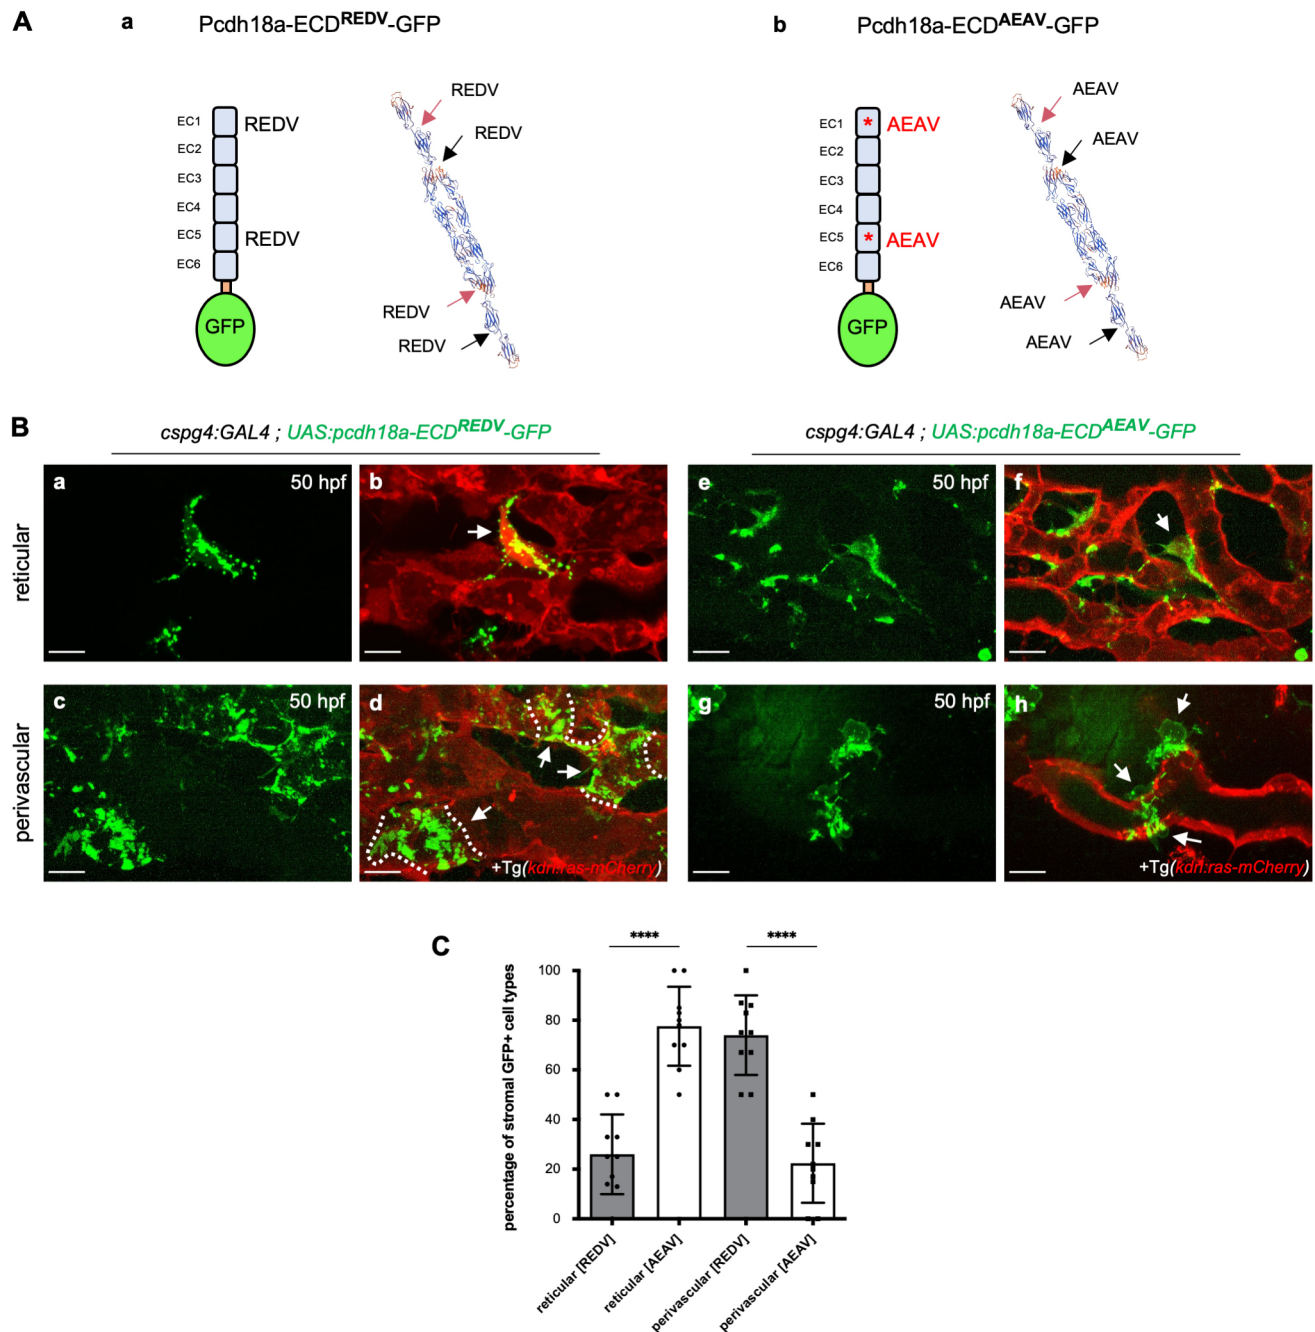 A
a
Pcdh18a-ECDREDV-GFP
EC1
EC2
EC3
EC4
EC5
EC6
REDV
REDV
GFP
REDV
REDV
REDV
REDV
b
Pcdh18a-ECDAEAV-GFP
EC1
EC2
EC3
EC4
EC5
EC6
*
*
AEAV
AEAV
GFP
AEAV
AEAV
AEAV
AEAV
B
cspg4:GAL4 ; UAS:pcdh18a-ECDREDV-GFP
cspg4:GAL4 ; UAS:pcdh18a-ECDAEAV-GFP
reticular
a
50 hpf
b
e
50 hpf
f
perivascular
c
50 hpf
d
+Tg(kdrl:ras-mCherry)
g
50 hpf
h
+Tg(kdrl:ras-mCherry)
C
****
****
percentage of stromal GFP+ cell types
100
80
60
40
20
0
reticular [REDV]
reticular [AEAV]
perivascular [REDV]
perivascular [AEAV]